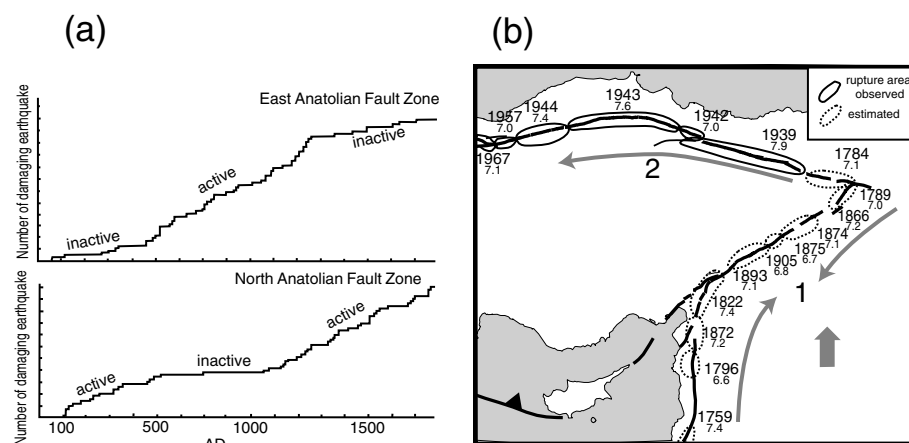 (a)
Number of damaging earthquake
East Anatolian Fault Zone
inactive
active
inactive
Number of damaging earthquake
North Anatolian Fault Zone
active
inactive
active
100 500 1000 1500
AD
(b)
rupture area
observed
estimated
1957
7.0
1967
7.1
1944
7.4
1943
7.6
1942
7.0
1939
7.9
1784
7.1
1789
7.0
1866
7.2
1874
7.1
1875
6.7
1905
6.8
1893
7.1
1822
7.4
1872
7.2
1796
6.6
1759
7.4
2
1